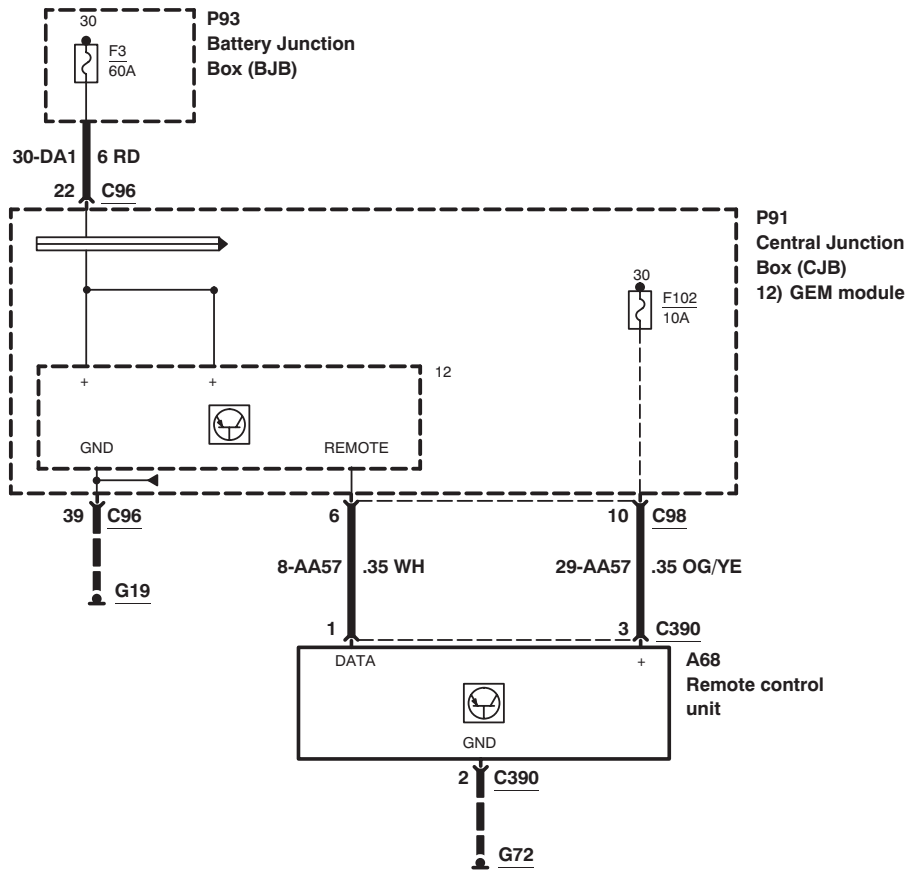 30
P93
Battery Junction
Box (BJB)
F3
60A
30-DA1 6 RD
22 C96
P91
Central Junction
Box (CJB)
12) GEM module
30
F102
10A
12
+ +
GND REMOTE
39 C96 6 10 C98
8-AA57 .35 WH 29-AA57 .35 OG/YE
G19
1 3 C390
DATA + A68
Remote control
unit
GND
2 C390
G72